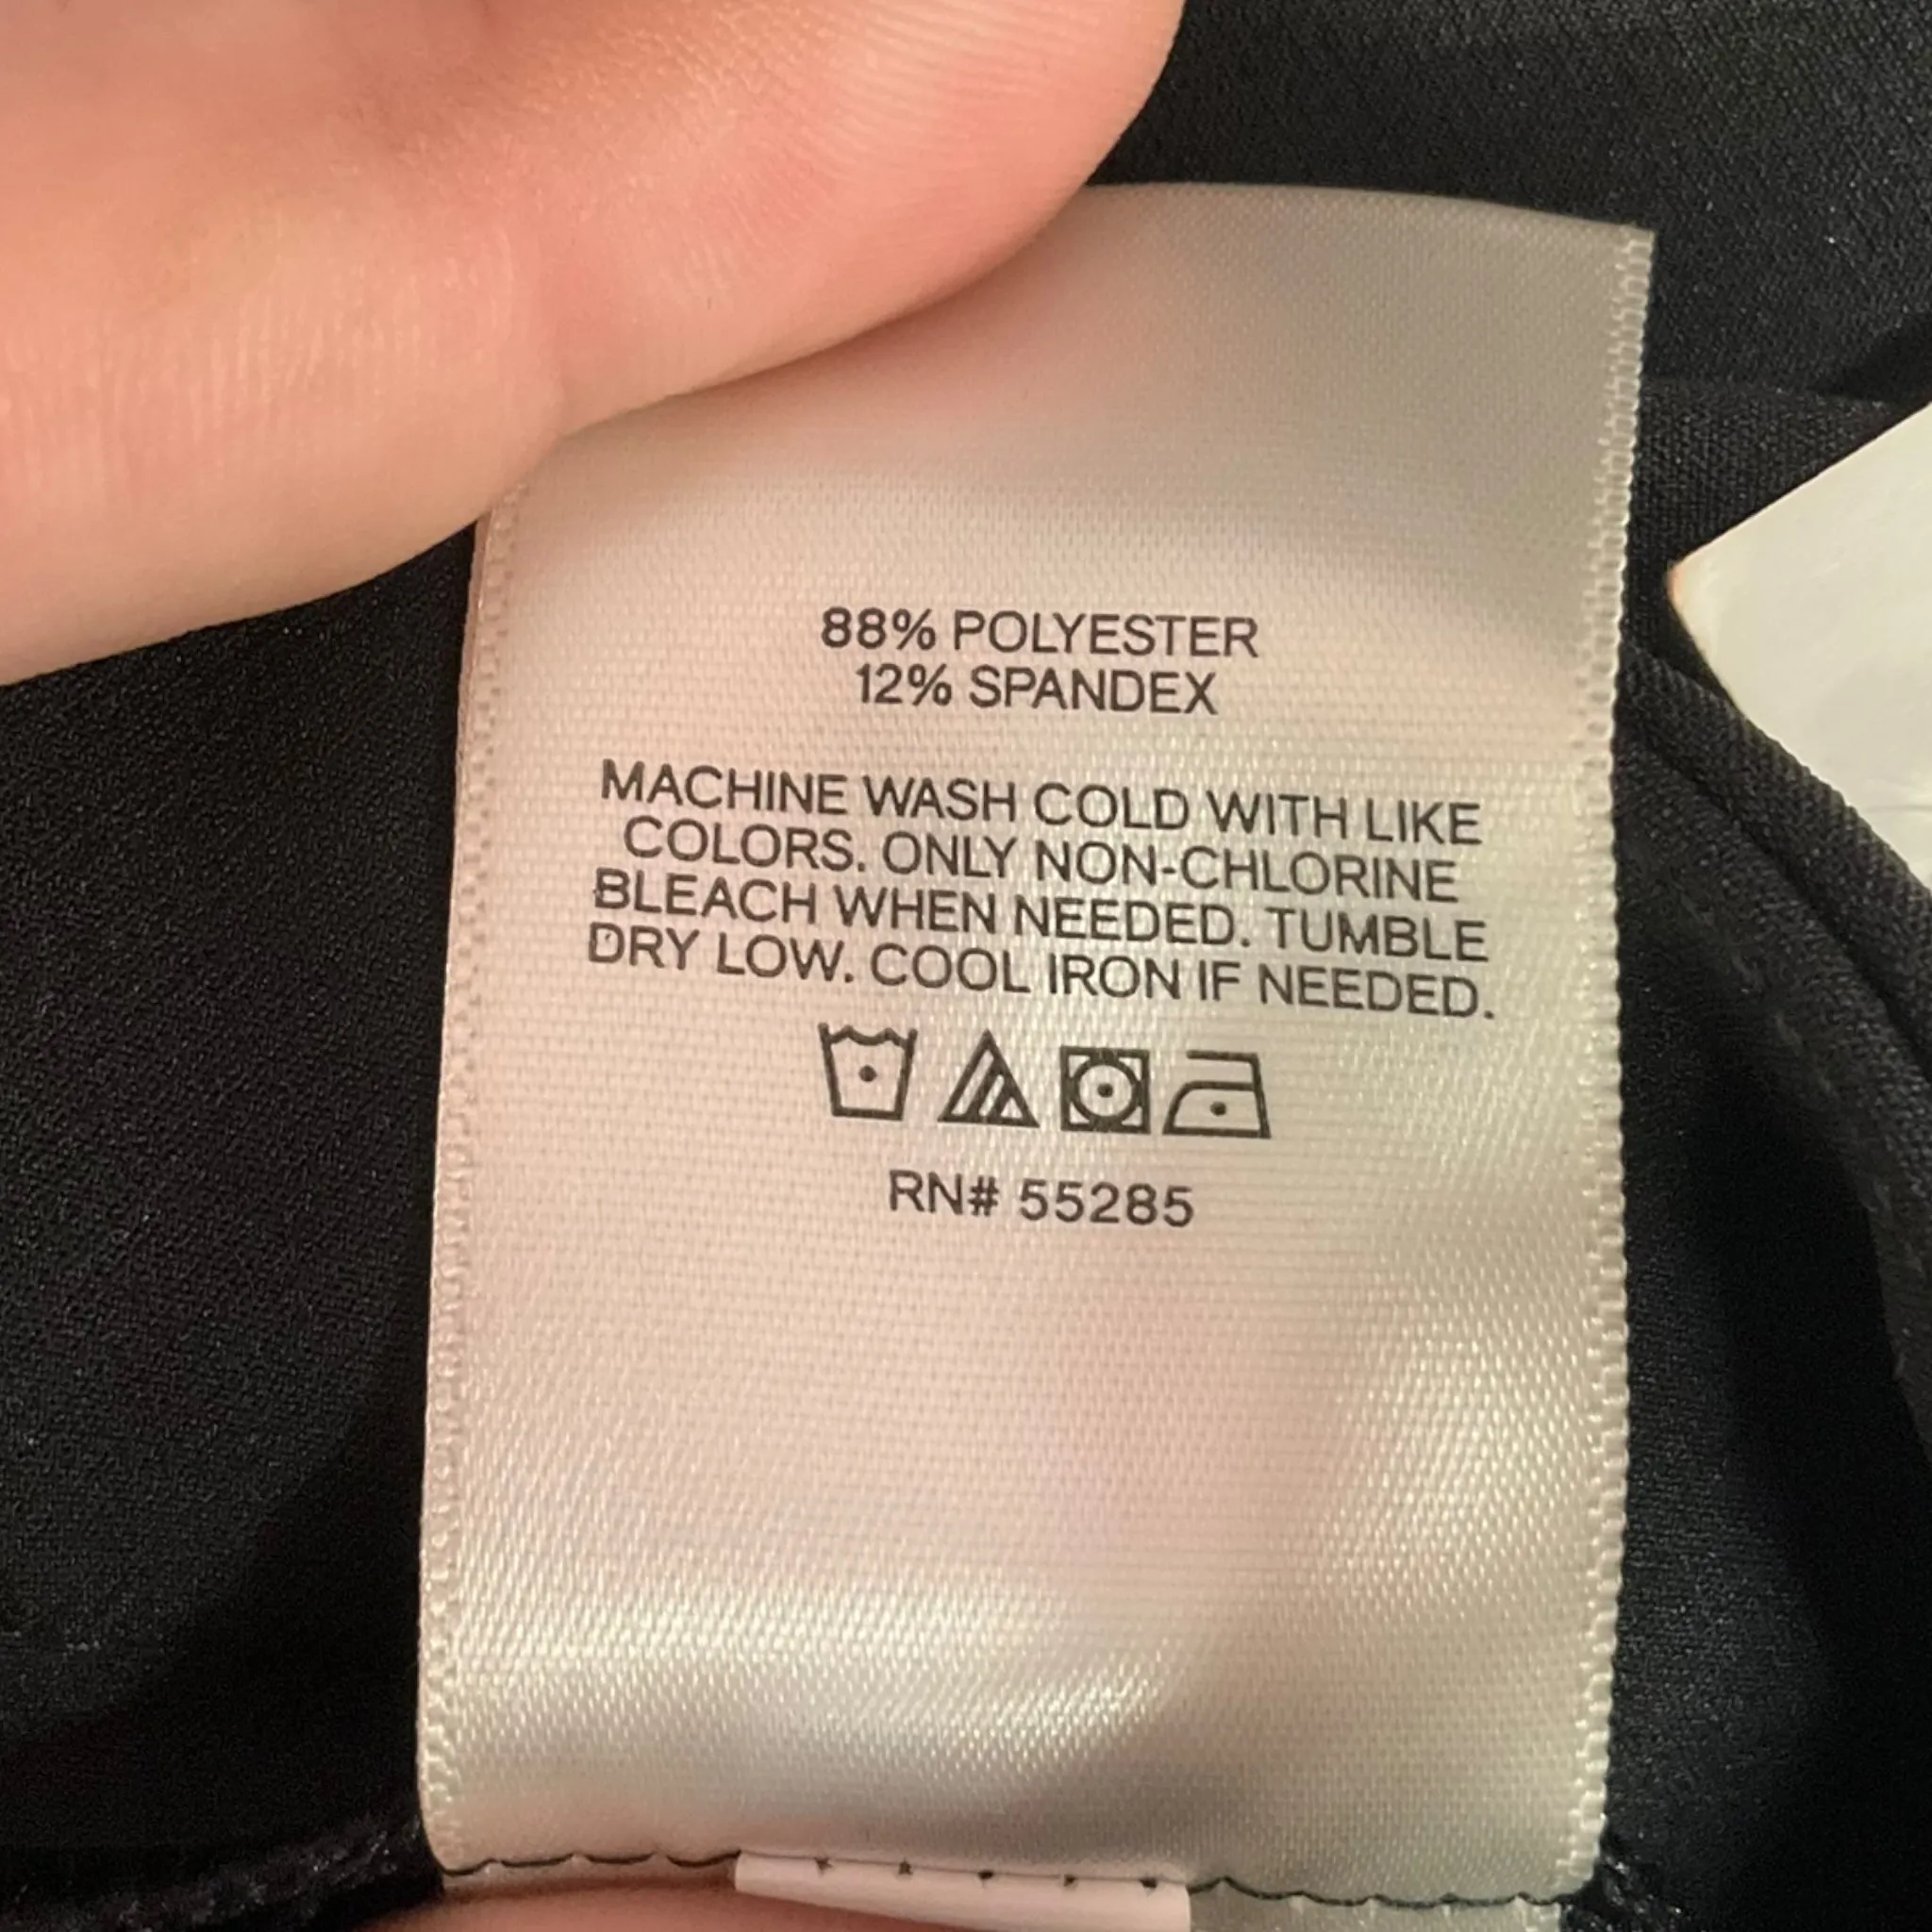 88% POLYESTER
12% SPANDEX
MACHINE WASH COLD WITH LIKE
COLORS. ONLY NON-CHLORINE
BLEACH WHEN NEEDED. TUMBLE
DRY LOW. COOL IRON IF NEEDED.
RN# 55285